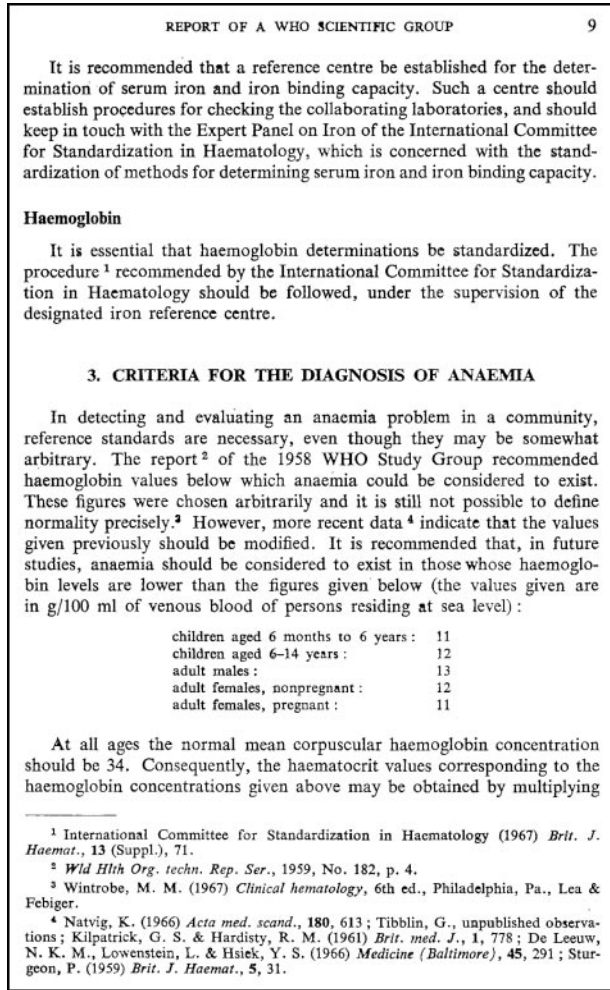 REPORT OF A WHO SCIENTIFIC GROUP 9
It is recommended that a reference centre be established for the deter-
mination of serum iron and iron binding capacity. Such a centre should
establish procedures for checking the collaborating laboratories, and should
keep in touch with the Expert Panel on Iron of the International Committee
for Standardization in Haematology, which is concerned with the stand-
ardization of methods for determining serum iron and iron binding capacity.
Haemoglobin
It is essential that haemoglobin determinations be standardized. The
procedure ¹ recommended by the International Committee for Standardiza-
tion in Haematology should be followed, under the supervision of the
designated iron reference centre.
3. CRITERIA FOR THE DIAGNOSIS OF ANAEMIA
In detecting and evaluating an anaemia problem in a community,
reference standards are necessary, even though they may be somewhat
arbitrary. The report ² of the 1958 WHO Study Group recommended
haemoglobin values below which anaemia could be considered to exist.
These figures were chosen arbitrarily and it is still not possible to define
normality precisely.³ However, more recent data ⁴ indicate that the values
given previously should be modified. It is recommended that, in future
studies, anaemia should be considered to exist in those whose haemoglo-
bin levels are lower than the figures given below (the values given are
in g/100 ml of venous blood of persons residing at sea level) :
children aged 6 months to 6 years : 11
children aged 6–14 years : 12
adult males : 13
adult females, nonpregnant : 12
adult females, pregnant : 11
At all ages the normal mean corpuscular haemoglobin concentration
should be 34. Consequently, the haematocrit values corresponding to the
haemoglobin concentrations given above may be obtained by multiplying
¹ International Committee for Standardization in Haematology (1967) Brit. J.
Haemat., 13 (Suppl.), 71.
² Wld Hlth Org. techn. Rep. Ser., 1959, No. 182, p. 4.
³ Wintrobe, M. M. (1967) Clinical hematology, 6th ed., Philadelphia, Pa., Lea &
Febiger.
⁴ Natvig, K. (1966) Acta med. scand., 180, 613 ; Tibblin, G., unpublished observa-
tions ; Kilpatrick, G. S. & Hardisty, R. M. (1961) Brit. med. J., 1, 778 ; De Leeuw,
N. K. M., Lowenstein, L. & Hsiek, Y. S. (1966) Medicine (Baltimore), 45, 291 ; Stur-
geon, P. (1959) Brit. J. Haemat., 5, 31.